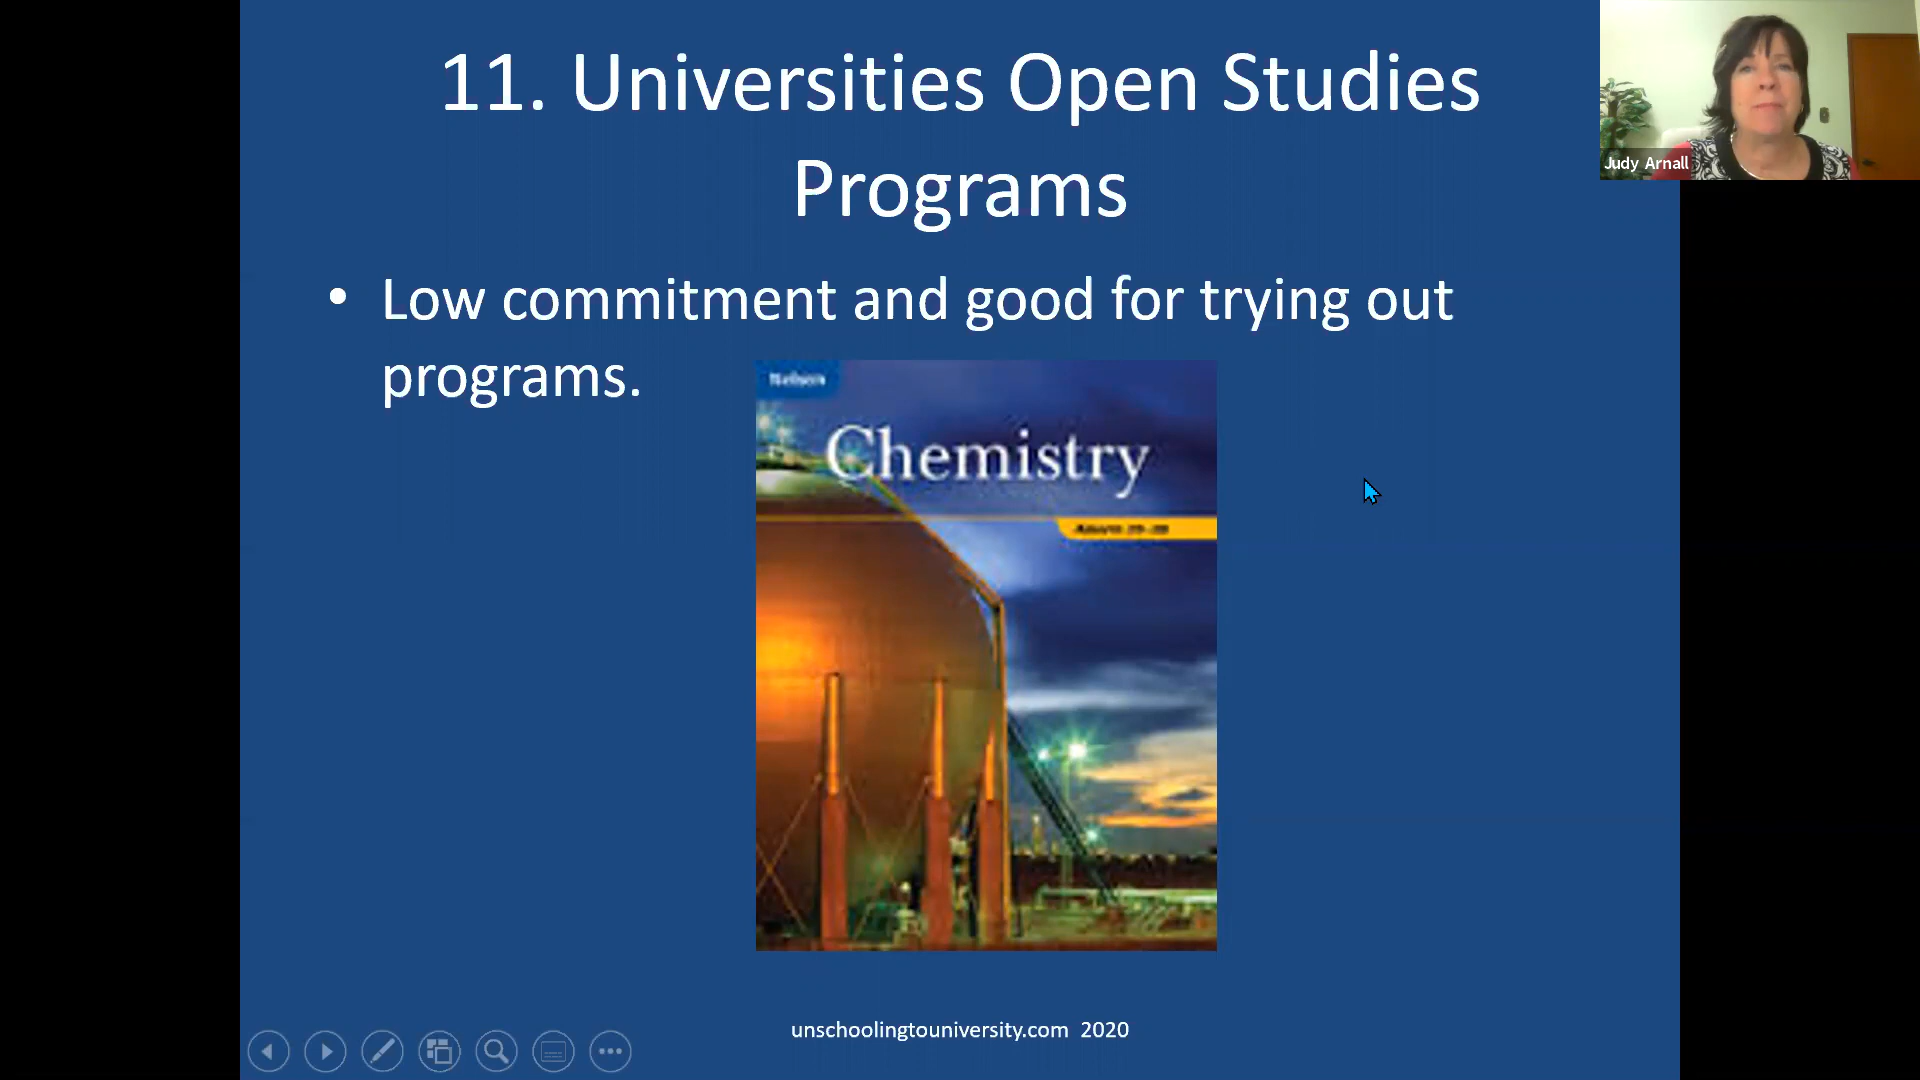 11. Universities Open Studies
Programs
Judy Arnall
• Low commitment and good for trying out
programs.
Nelson
Chemistry
unschoolingtouniversity.com 2020